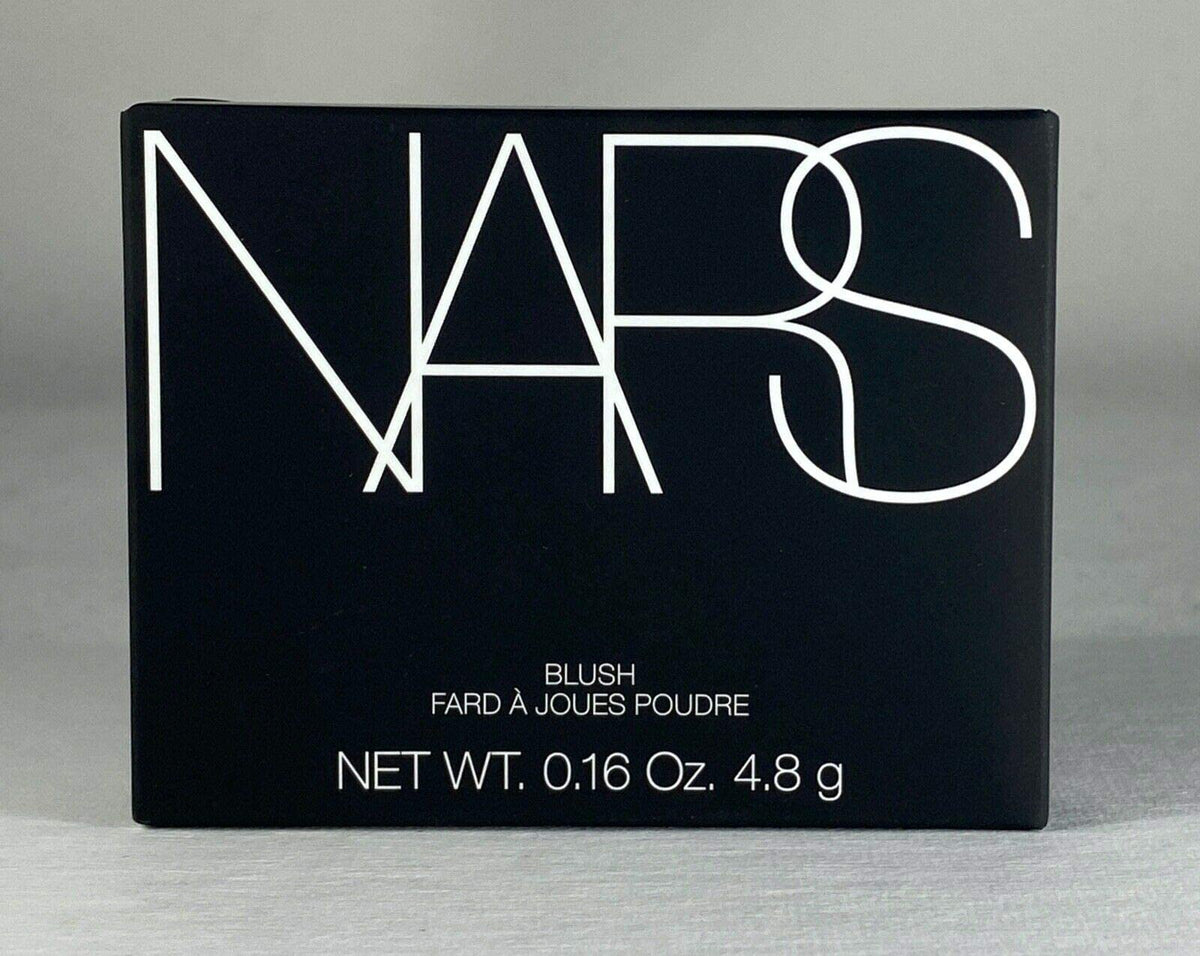 NARS
BLUSH
FARD À JOUES POUDRE
NET WT. 0.16 Oz. 4.8 g